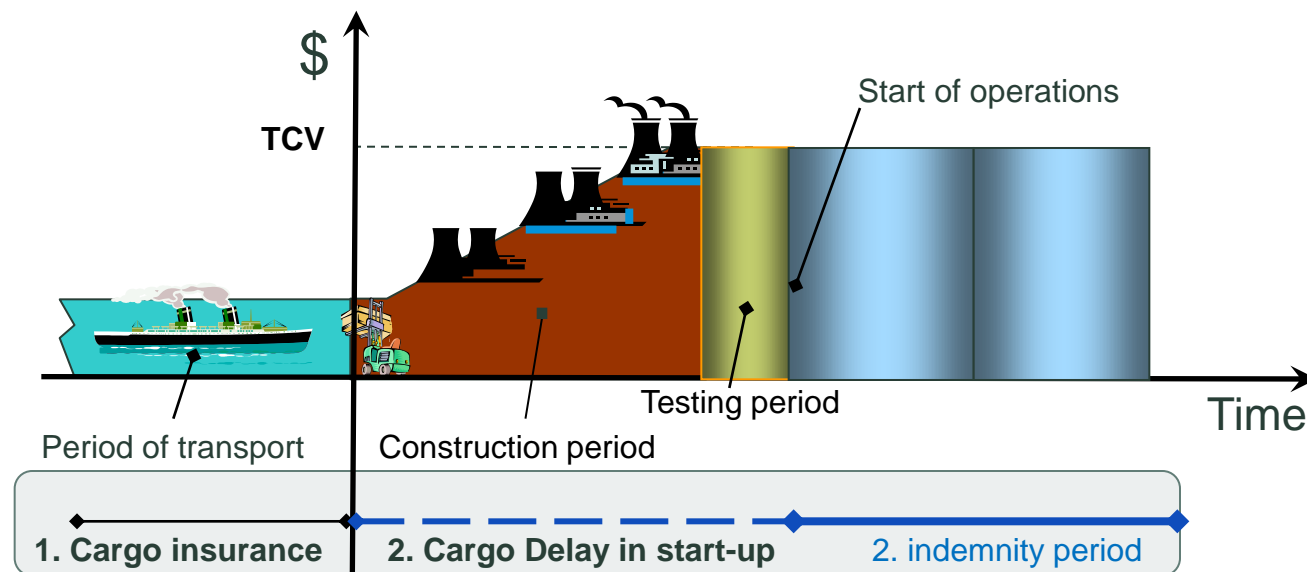 $
Start of operations
TCV
Testing period
Time
Period of transport
Construction period
1. Cargo insurance
2. Cargo Delay in start-up
2. indemnity period